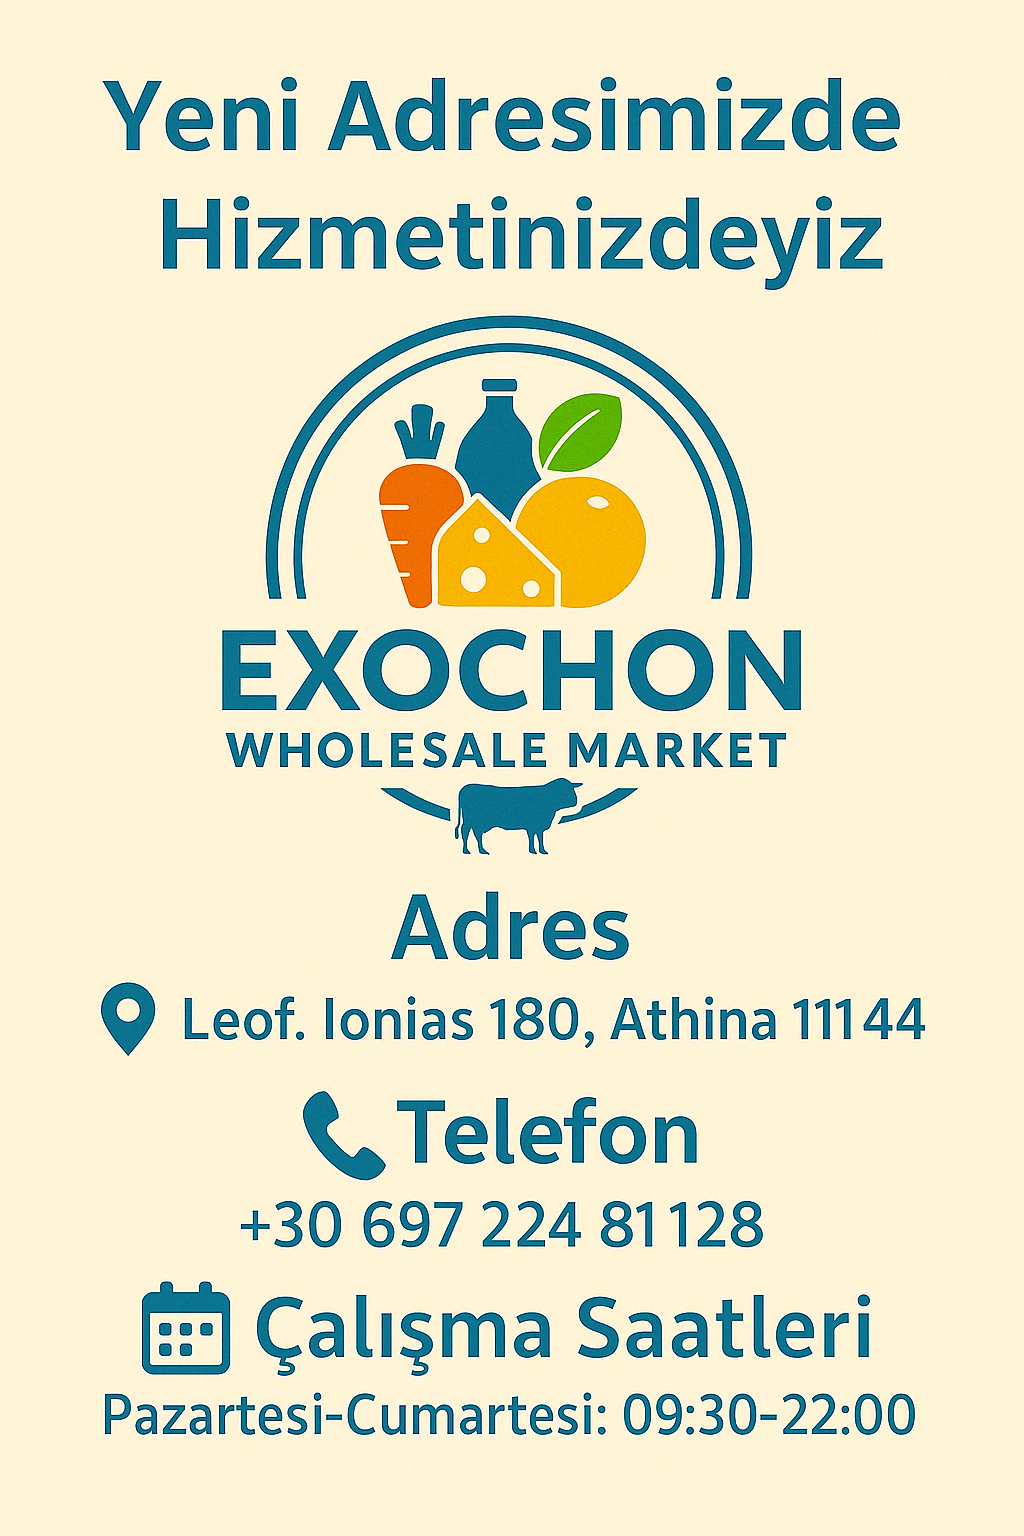 Yeni Adresimizde
Hizmetinizdeyiz
EXOCHON
WHOLESALE MARKET
Adres
Leof. Ionias 180, Athina 11144
Telefon
+30 697 224 81128
Çalışma Saatleri
Pazartesi-Cumartesi: 09:30-22:00